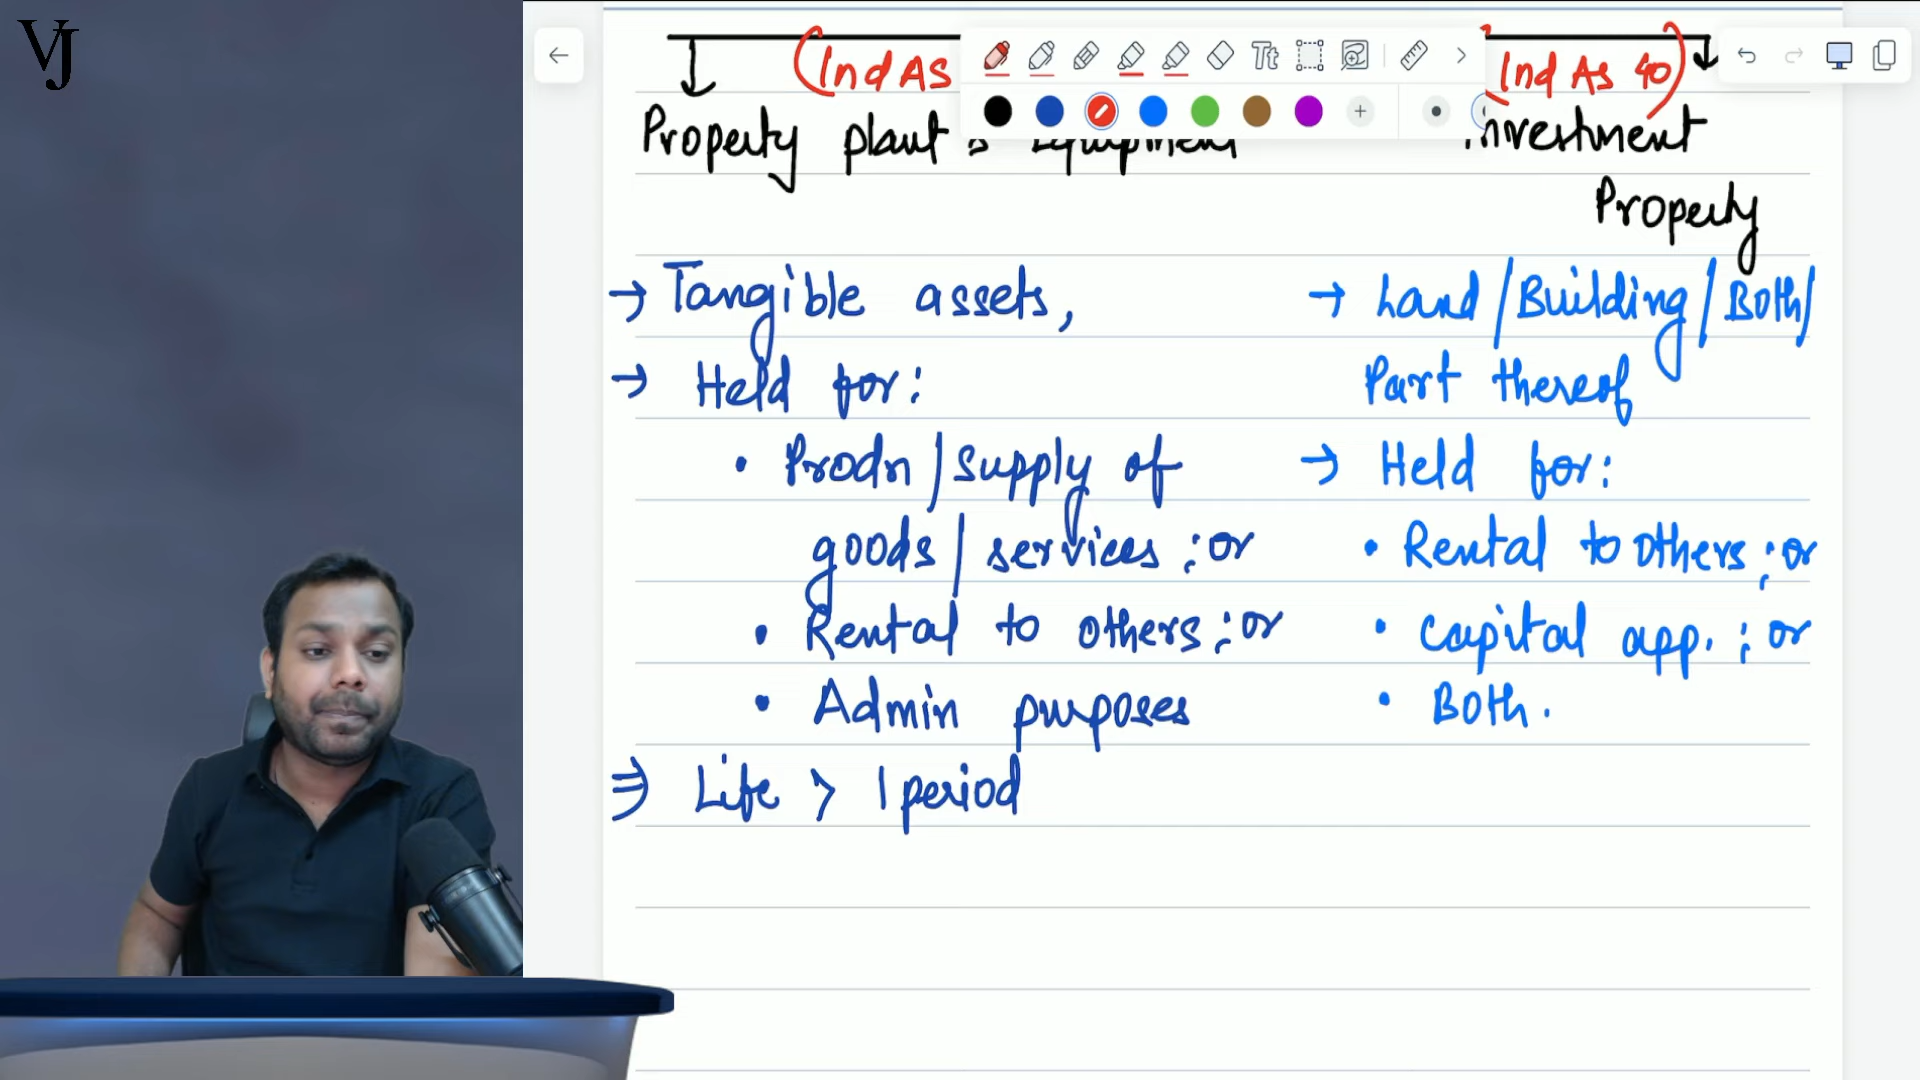 VJ
(Ind AS
Ind AS 40)
Tt
Property plant & Equipment
Investment
Property
→ Tangible assets,
→ Held for:
• Prodn/supply of
goods/services ; or
• Rental to others ; or
• Admin purposes
⇒ Life > 1 period
→ Land/Building/Both/
Part thereof
→ Held for:
• Rental to others ; or
• Capital app. ; or
• Both.